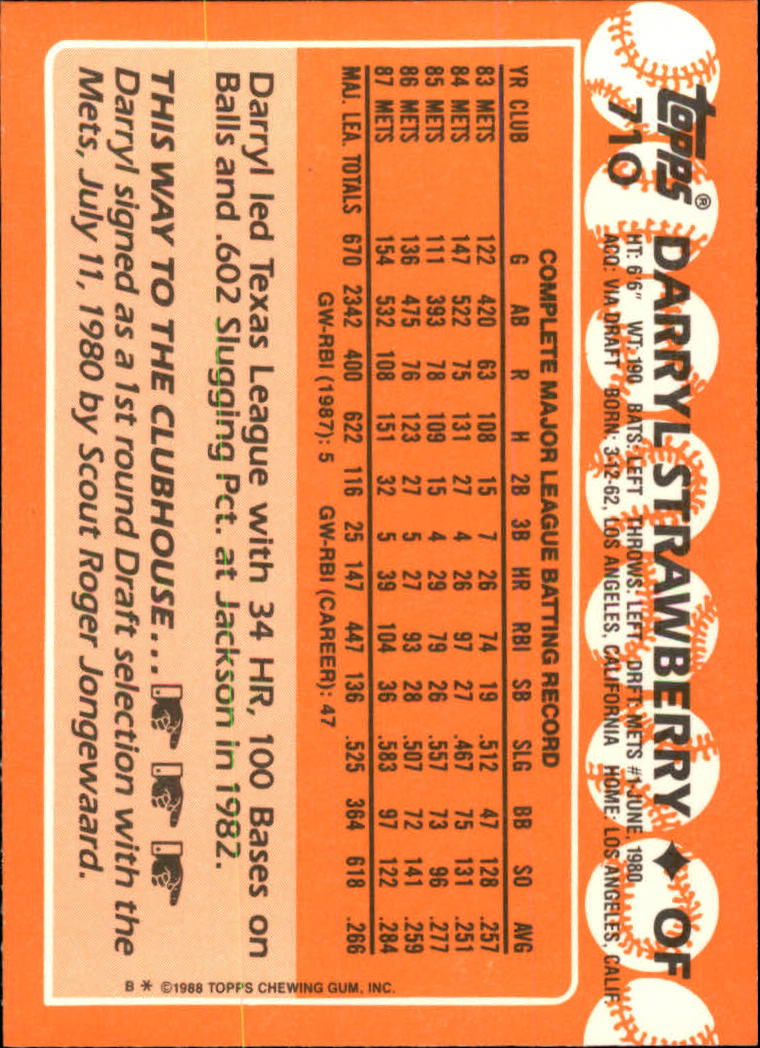 topps®
710
DARRYL STRAWBERRY ♦ OF
HT: 6'6" WT: 190 BATS: LEFT THROWS: LEFT DRFT: METS #1-JUNE, 1980
ACQ: VIA DRAFT BORN: 3-12-62, LOS ANGELES, CALIFORNIA HOME: LOS ANGELES, CALIF.
COMPLETE MAJOR LEAGUE BATTING RECORD
YR CLUB G AB R H 2B 3B HR RBI SB SLG BB SO AVG
83 METS 122 420 63 108 15 7 26 74 19 .512 47 128 .257
84 METS 147 522 75 131 27 4 26 97 27 .467 75 131 .251
85 METS 111 393 78 109 15 4 29 79 26 .557 73 96 .277
86 METS 136 475 76 123 27 5 27 93 28 .507 72 141 .259
87 METS 154 532 108 151 32 5 39 104 36 .583 97 122 .284
MAJ. LEA. TOTALS 670 2342 400 622 116 25 147 447 136 .525 364 618 .266
GW-RBI (1987): 5 GW-RBI (CAREER): 47
Darryl led Texas League with 34 HR, 100 Bases on
Balls and .602 Slugging Pct. at Jackson in 1982.
THIS WAY TO THE CLUBHOUSE...
Darryl signed as a 1st round Draft selection with the
Mets, July 11, 1980 by Scout Roger Jongewaard.
B * ©1988 TOPPS CHEWING GUM, INC.